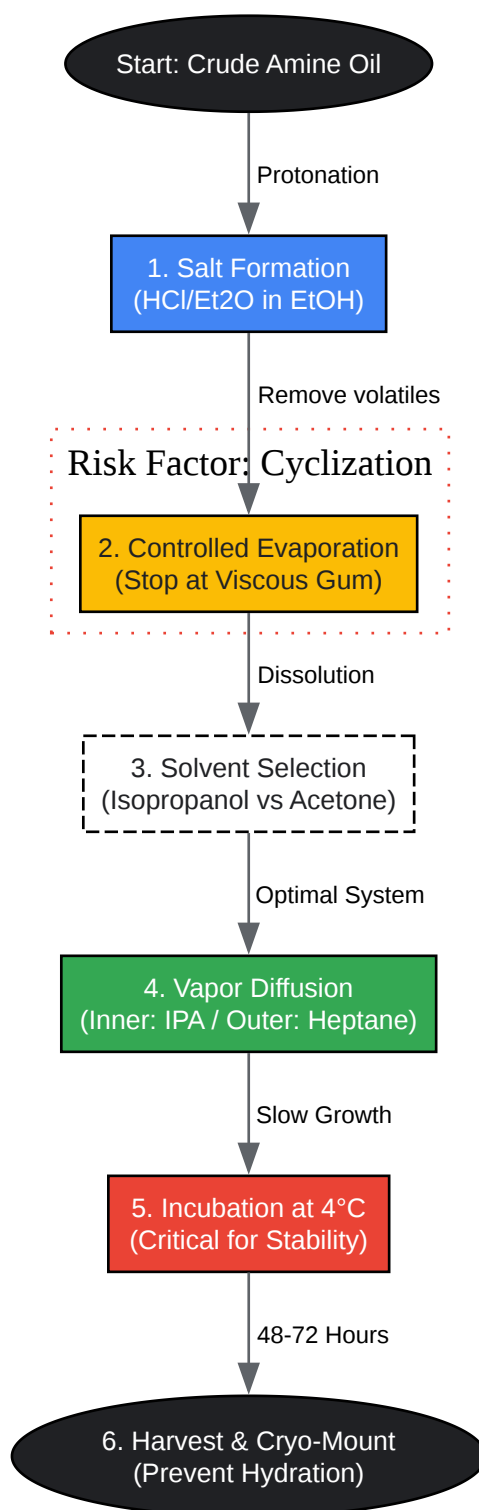 Start: Crude Amine Oil
Protonation
1. Salt Formation
(HCl/Et2O in EtOH)
Remove volatiles
Risk Factor: Cyclization
2. Controlled Evaporation
(Stop at Viscous Gum)
Dissolution
3. Solvent Selection
(Isopropanol vs Acetone)
Optimal System
4. Vapor Diffusion
(Inner: IPA / Outer: Heptane)
Slow Growth
5. Incubation at 4°C
(Critical for Stability)
48-72 Hours
6. Harvest & Cryo-Mount
(Prevent Hydration)